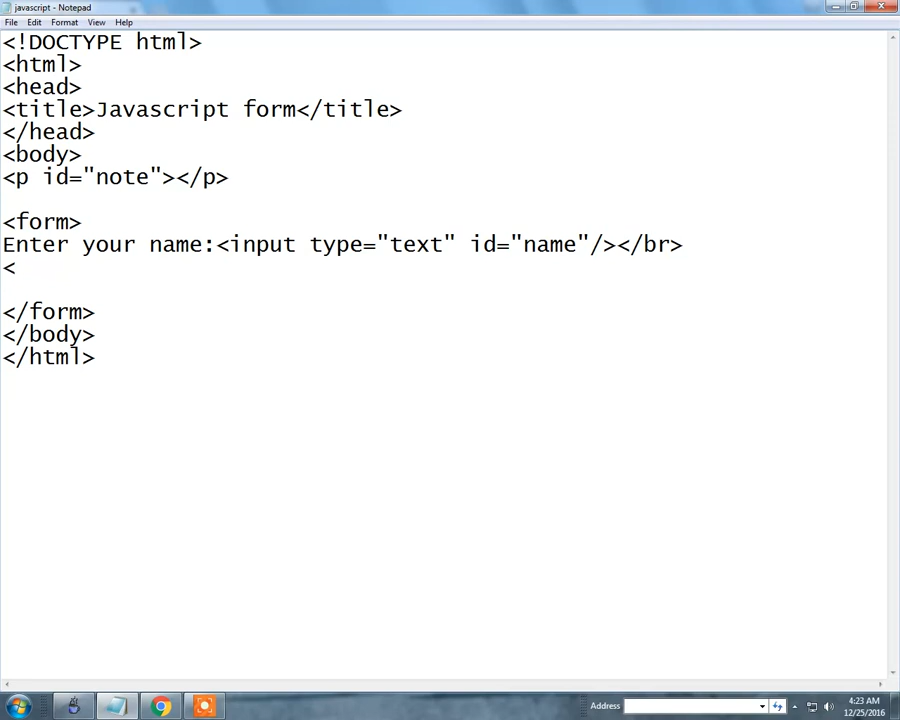 javascript - Notepad
File Edit Format View Help
<!DOCTYPE html>
<html>
<head>
<title>Javascript form</title>
</head>
<body>
<p id="note"></p>
<form>
Enter your name:<input type="text" id="name"/></br>
<
</form>
</body>
</html>
Address
4:23 AM
12/25/2016